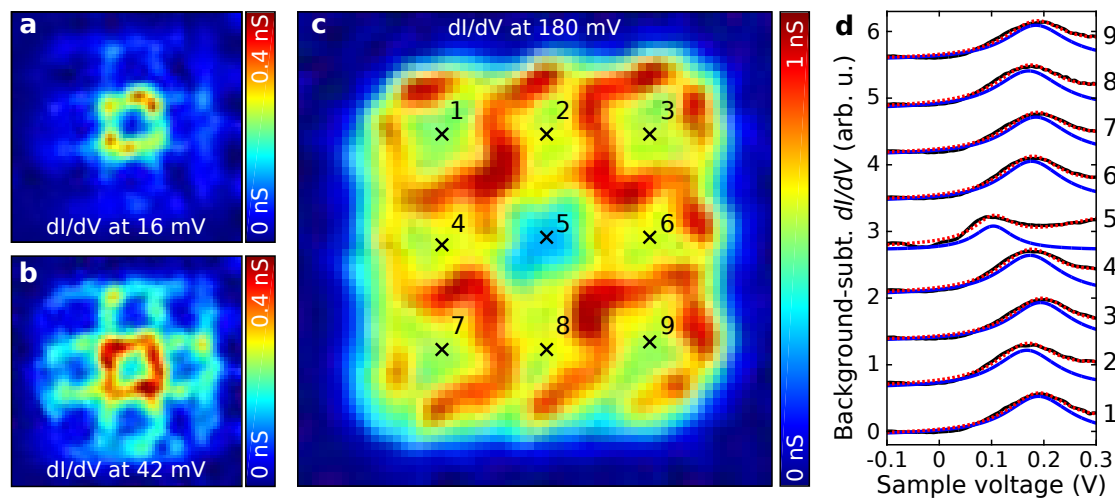 a
dI/dV at 16 mV
0 nS 0.4 nS
b
dI/dV at 42 mV
0 nS 0.4 nS
c
dI/dV at 180 mV
1 2 3
4 5 6
7 8 9
0 nS 1 nS
d
Background-subt. dI/dV (arb. u.)
6
5
4
3
2
1
0
9
8
7
6
5
4
3
2
1
-0.1 0 0.1 0.2 0.3
Sample voltage (V)